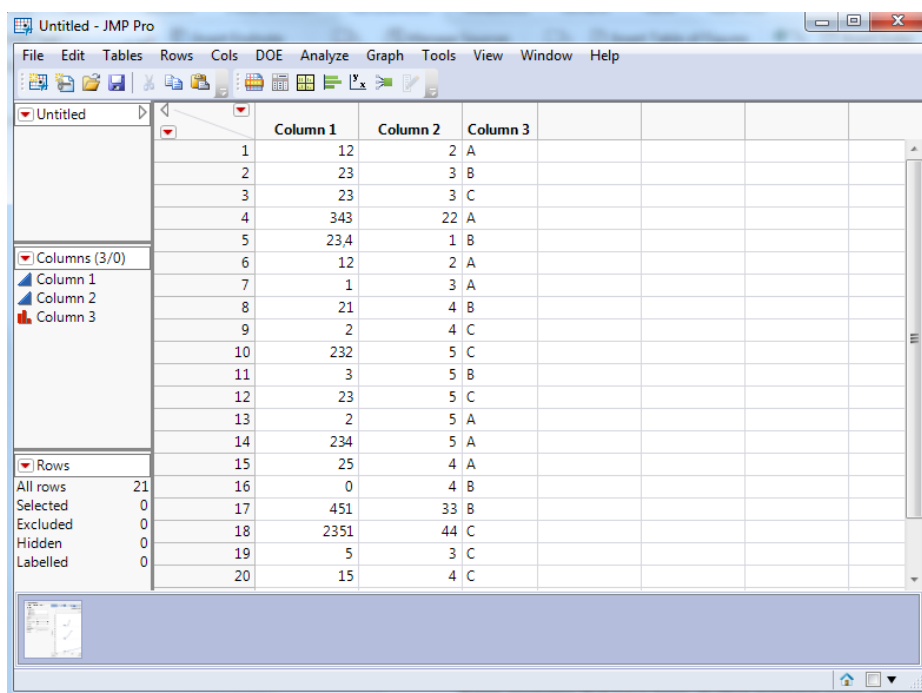 Untitled - JMP Pro
File Edit Tables Rows Cols DOE Analyze Graph Tools View Window Help
Untitled
Column 1 Column 2 Column 3
1 12 2 A
2 23 3 B
3 23 3 C
4 343 22 A
5 23,4 1 B
6 12 2 A
7 1 3 A
8 21 4 B
9 2 4 C
10 232 5 C
11 3 5 B
12 23 5 C
13 2 5 A
14 234 5 A
15 25 4 A
16 0 4 B
17 451 33 B
18 2351 44 C
19 5 3 C
20 15 4 C
Columns (3/0)
Column 1
Column 2
Column 3
Rows
All rows 21
Selected 0
Excluded 0
Hidden 0
Labelled 0